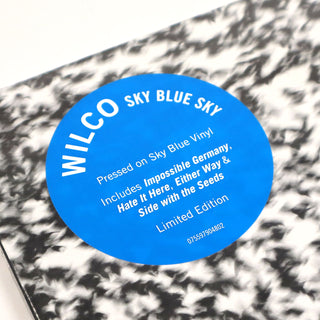 WILCO SKY BLUE SKY
Pressed on Sky Blue Vinyl
Includes Impossible Germany,
Hate It Here, Either Way &
Side with the Seeds
Limited Edition
075597904802